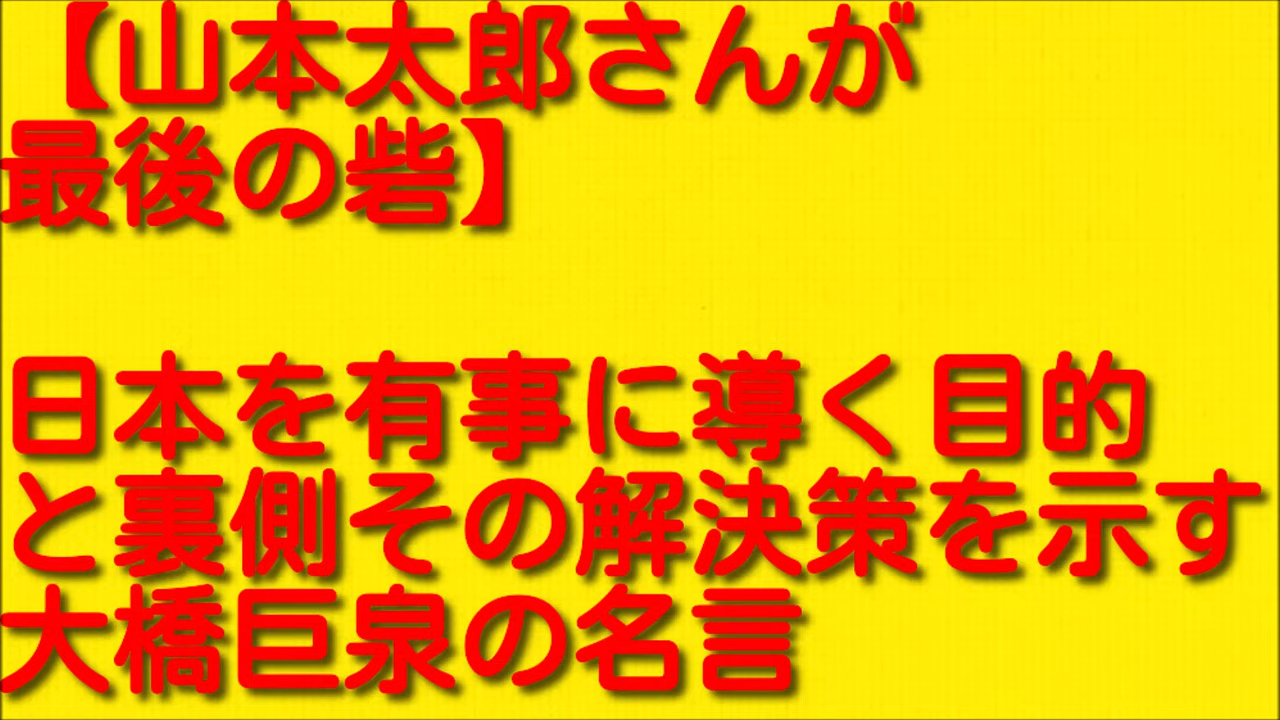 【山本太郎さんが
最後の砦】
日本を有事に導く目的
と裏側その解決策を示す
大橋巨泉の名言